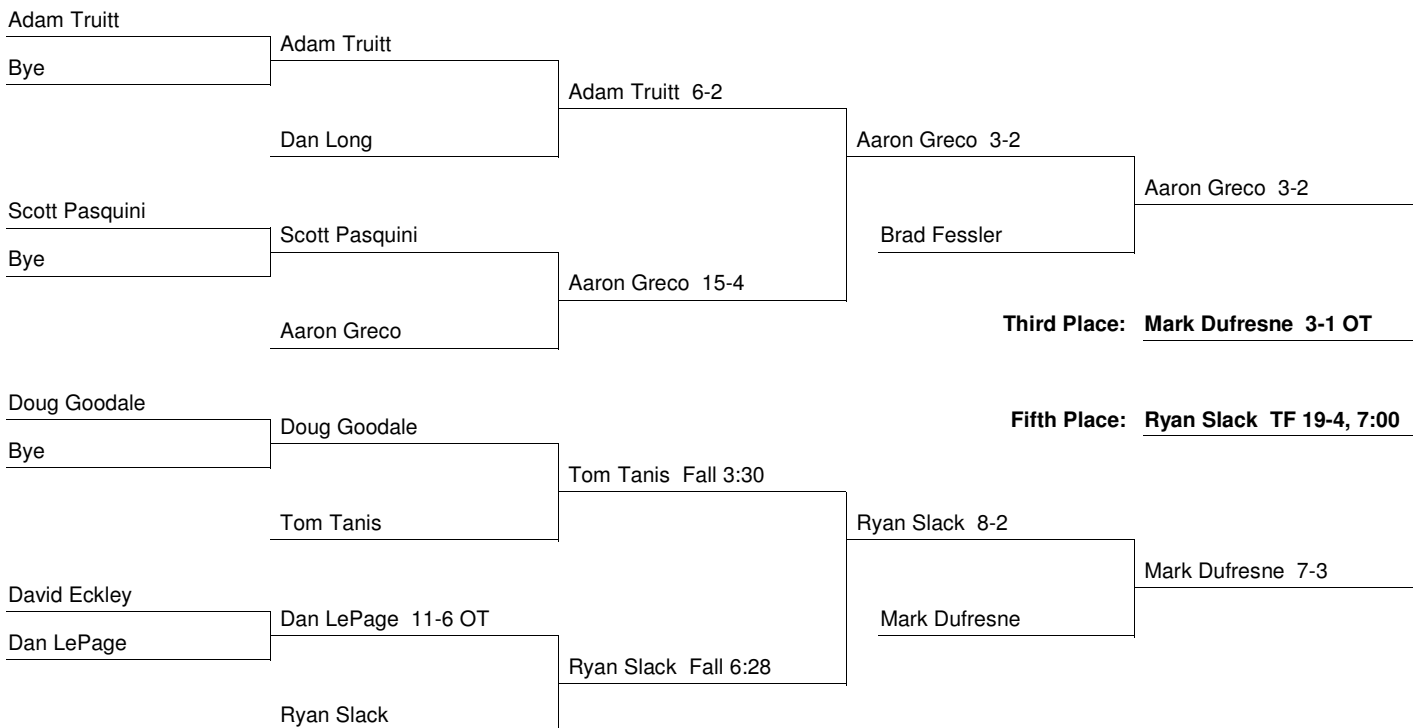 Adam Truitt
Adam Truitt
Bye
Adam Truitt 6-2
Dan Long
Aaron Greco 3-2
Aaron Greco 3-2
Scott Pasquini
Scott Pasquini
Brad Fessler
Bye
Aaron Greco 15-4
Aaron Greco
Third Place: Mark Dufresne 3-1 OT
Doug Goodale
Doug Goodale
Fifth Place: Ryan Slack TF 19-4, 7:00
Bye
Tom Tanis Fall 3:30
Tom Tanis
Ryan Slack 8-2
Mark Dufresne 7-3
David Eckley
Dan LePage 11-6 OT
Mark Dufresne
Dan LePage
Ryan Slack Fall 6:28
Ryan Slack